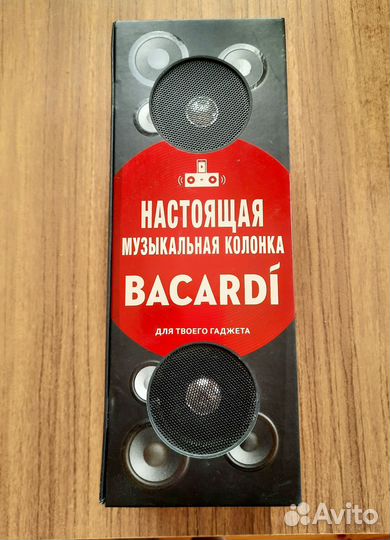 НАСТОЯЩАЯ
МУЗЫКАЛЬНАЯ КОЛОНКА
BACARDÍ
ДЛЯ ТВОЕГО ГАДЖЕТА
Avito